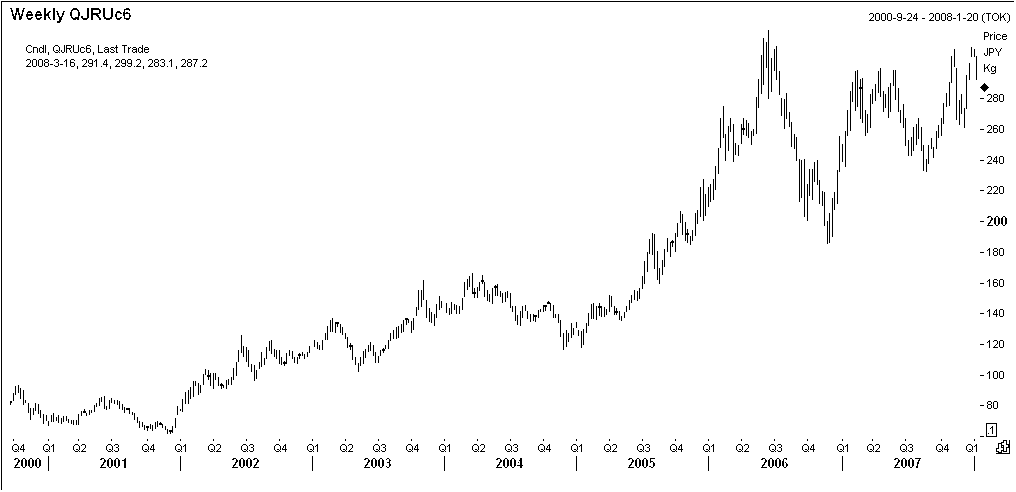 Weekly QJRUc6
2000-9-24 - 2008-1-20 (TOK)
Cndl, QJRUc6, Last Trade
2008-3-16, 291.4, 299.2, 283.1, 287.2
Price
JPY
Kg
280
260
240
220
200
180
160
140
120
100
80
1
Q4 Q1 Q2 Q3 Q4 Q1 Q2 Q3 Q4 Q1 Q2 Q3 Q4 Q1 Q2 Q3 Q4 Q1 Q2 Q3 Q4 Q1 Q2 Q3 Q4 Q1 Q2 Q3 Q4 Q1
2000 2001 2002 2003 2004 2005 2006 2007